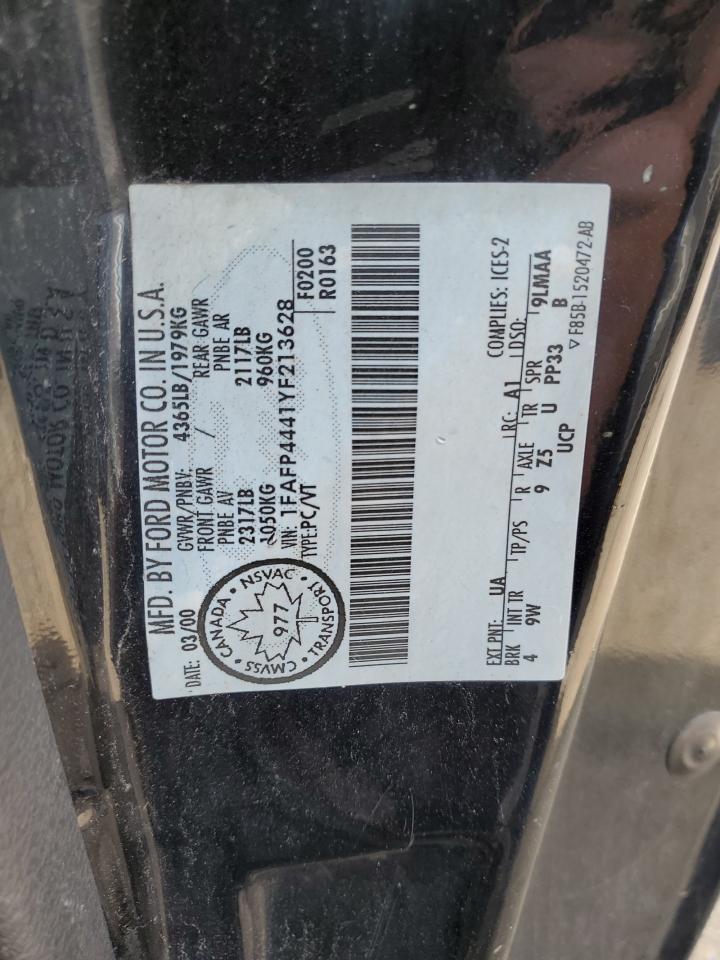 MFD. BY FORD MOTOR CO. IN U.S.A.
DATE: 03/00
GVWR/PNBV: 4365LB/1979KG
FRONT GAWR / REAR GAWR
PNBE AV PNBE AR
2317LB 2117LB
1050KG 960KG
VIN: 1FAFP4441YF213628
TYPE:PC/VT
F0200
R0163
CANADA • NSVAC • TRANSPORT • CMVSS •
977
EXT PNT: UA RC: A1 DSO: COMPLIES: ICES-2
BRK INT TR TP/PS R AXLE TR SPR
4 9W 9 Z5 U PP33 9LMAA
UCP B
▽ F85B-1520472-AB